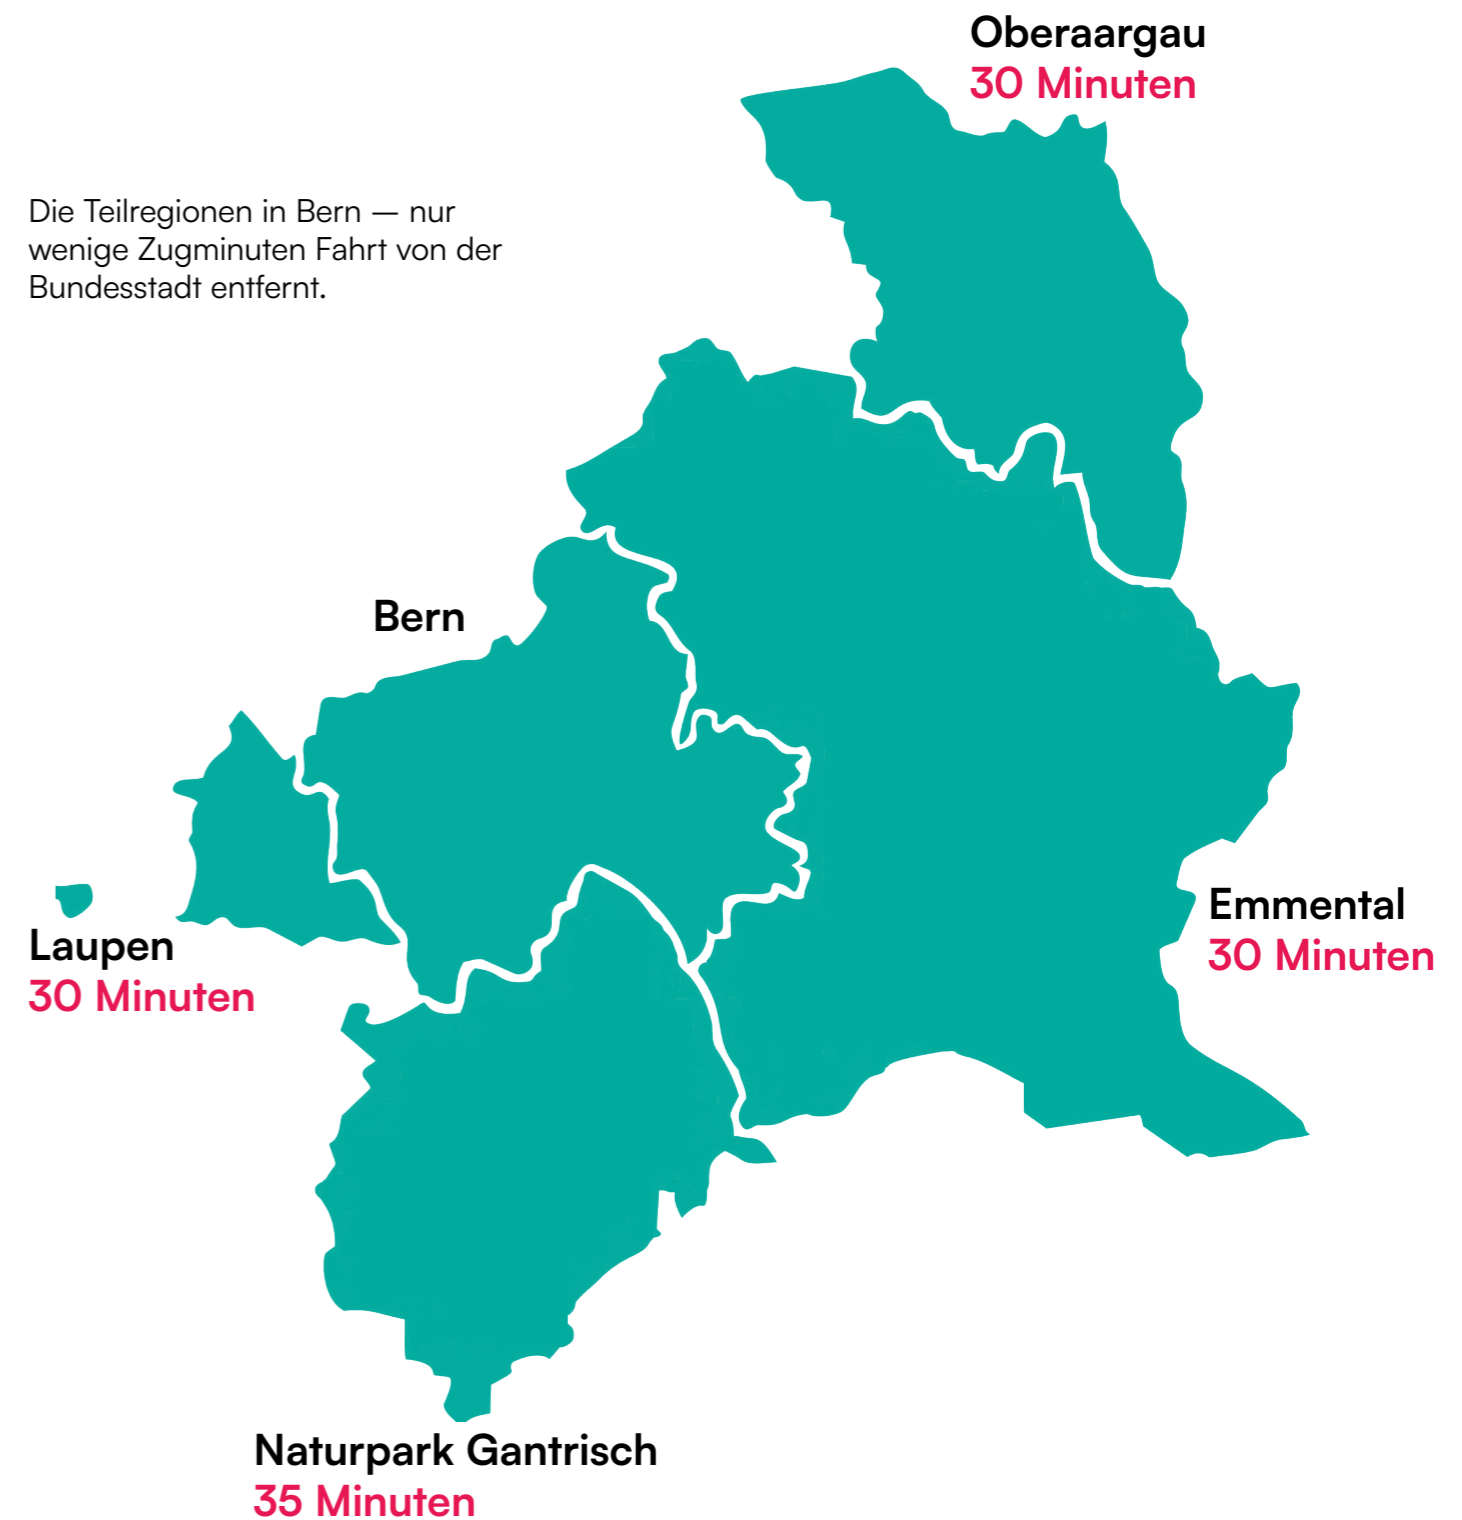 Oberaargau
30 Minuten
Die Teilregionen in Bern — nur
wenige Zugminuten Fahrt von der
Bundesstadt entfernt.
Bern
Emmental
30 Minuten
Laupen
30 Minuten
Naturpark Gantrisch
35 Minuten